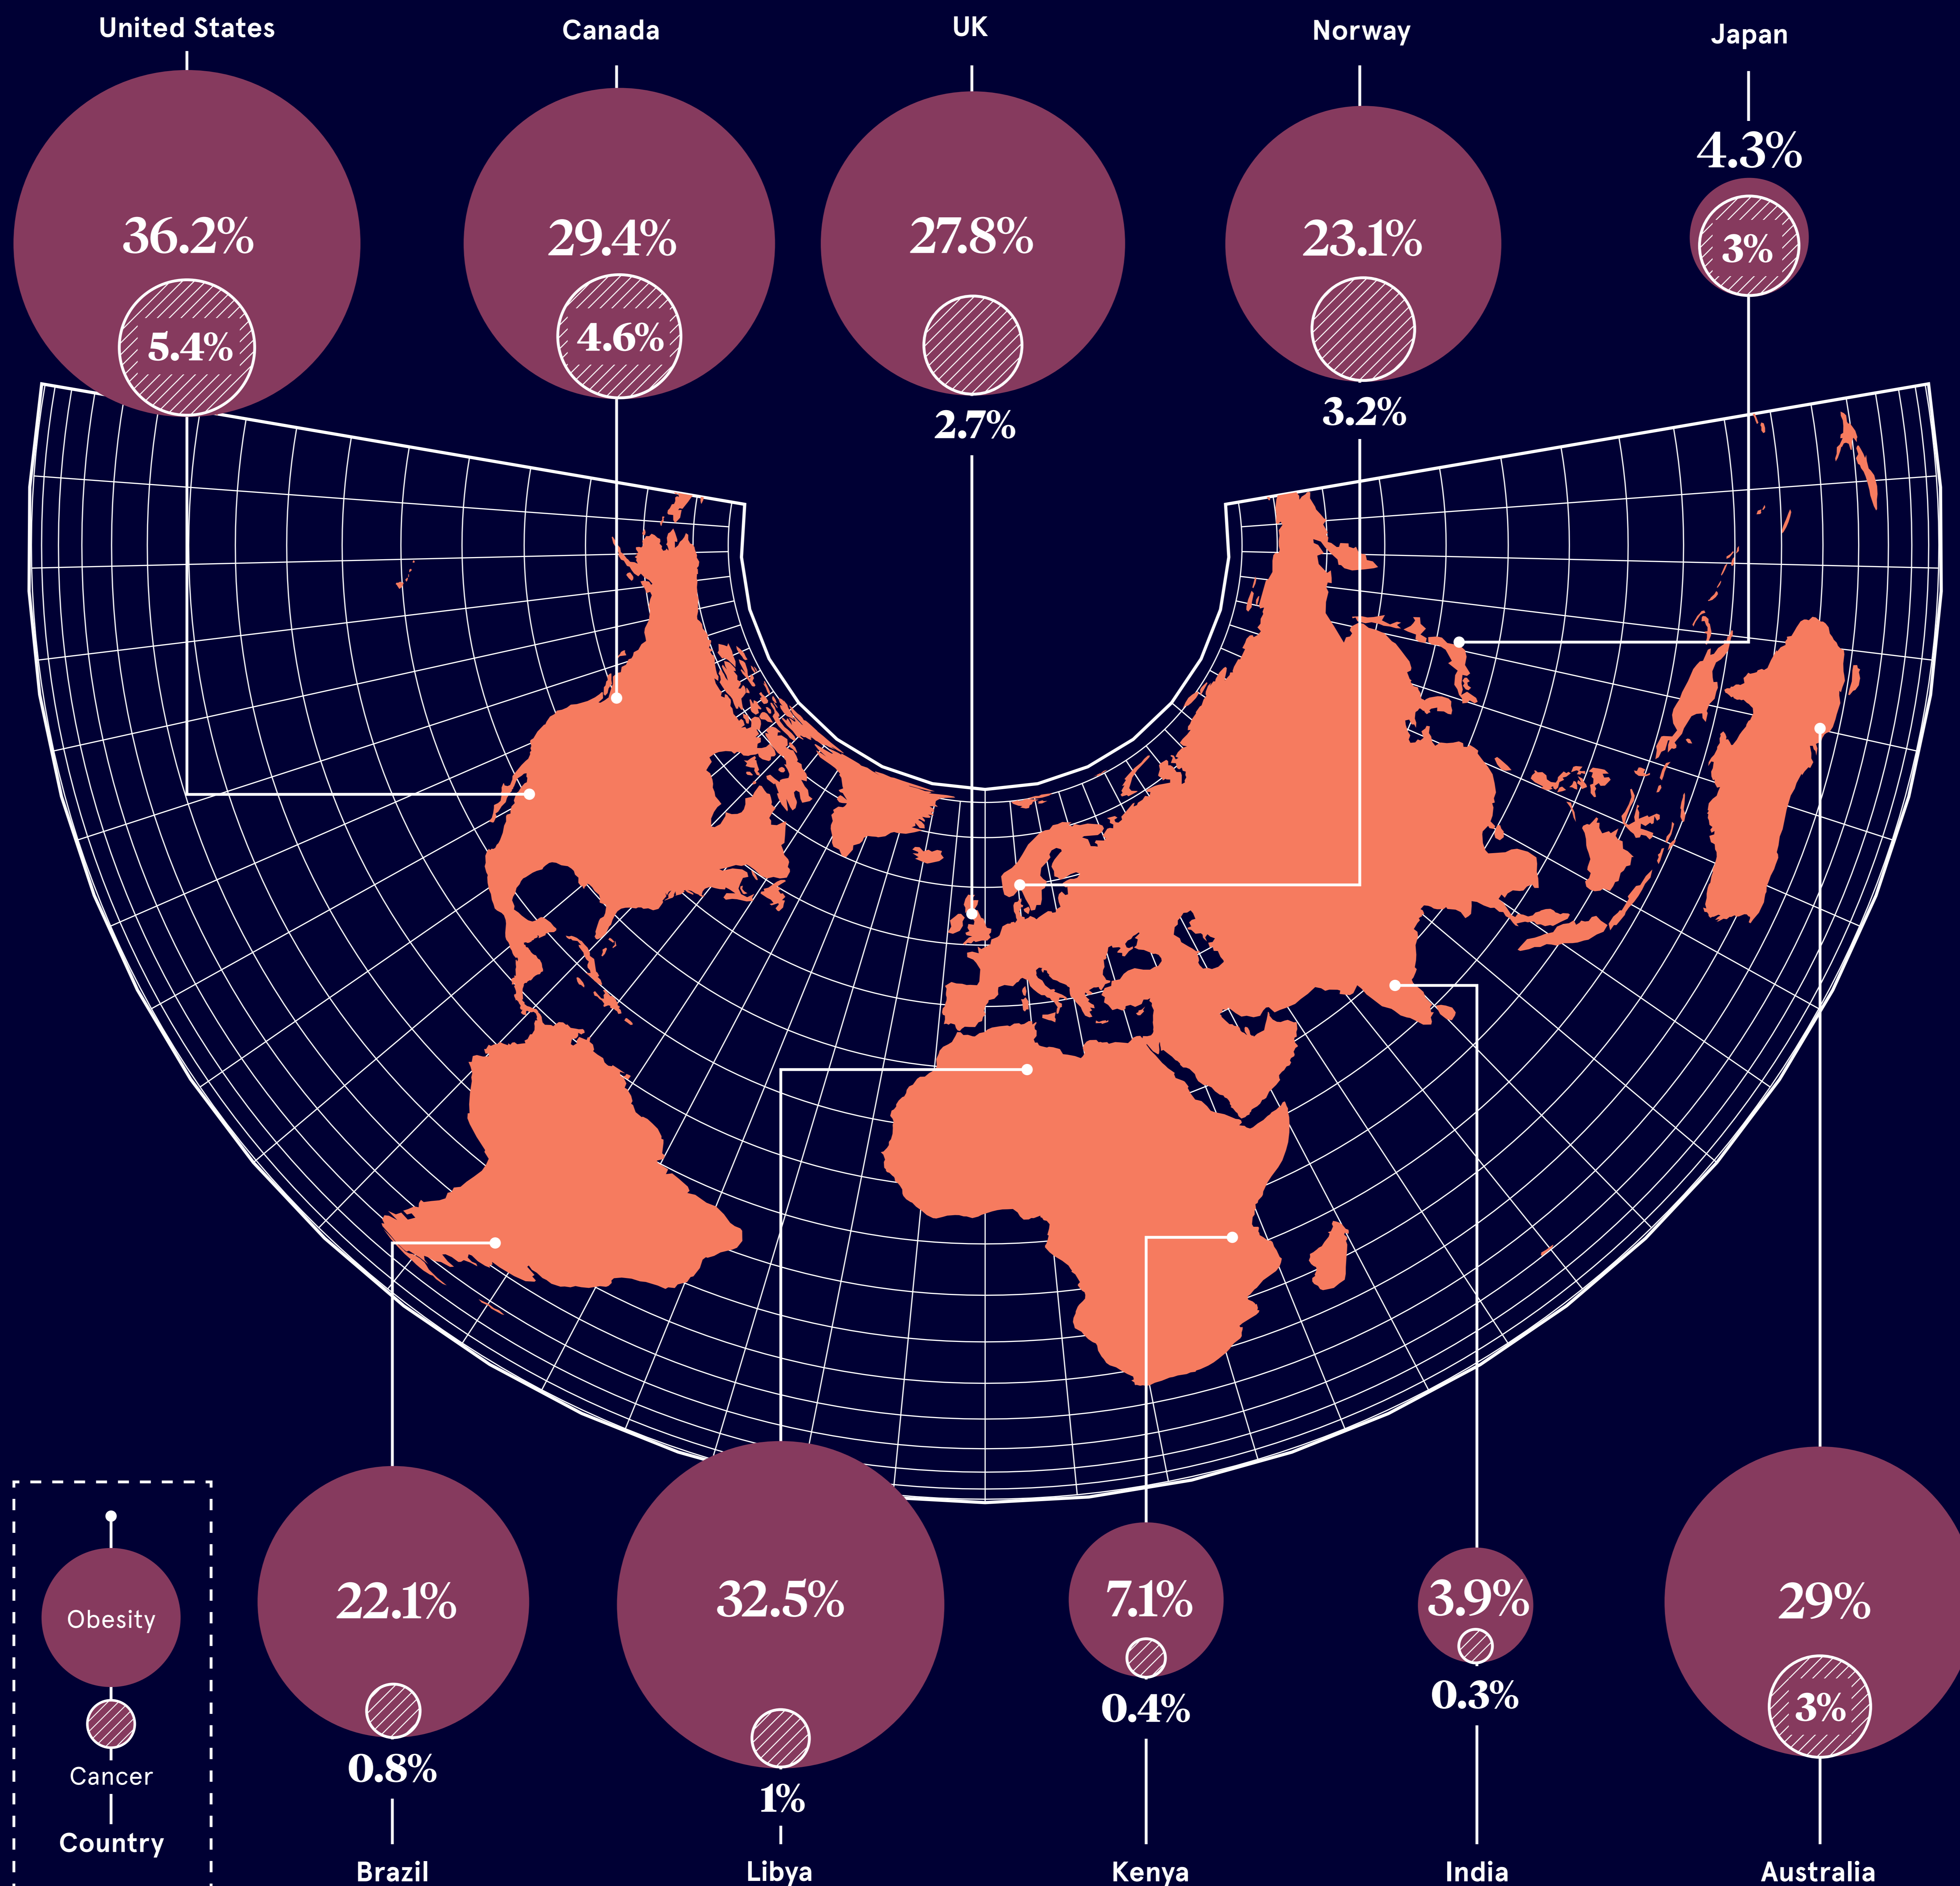 United States
Canada
UK
Norway
Japan
36.2%
5.4%
29.4%
4.6%
27.8%
2.7%
23.1%
3.2%
4.3%
3%
Obesity
Cancer
Country
22.1%
0.8%
Brazil
32.5%
1%
Libya
7.1%
0.4%
Kenya
3.9%
0.3%
India
29%
3%
Australia